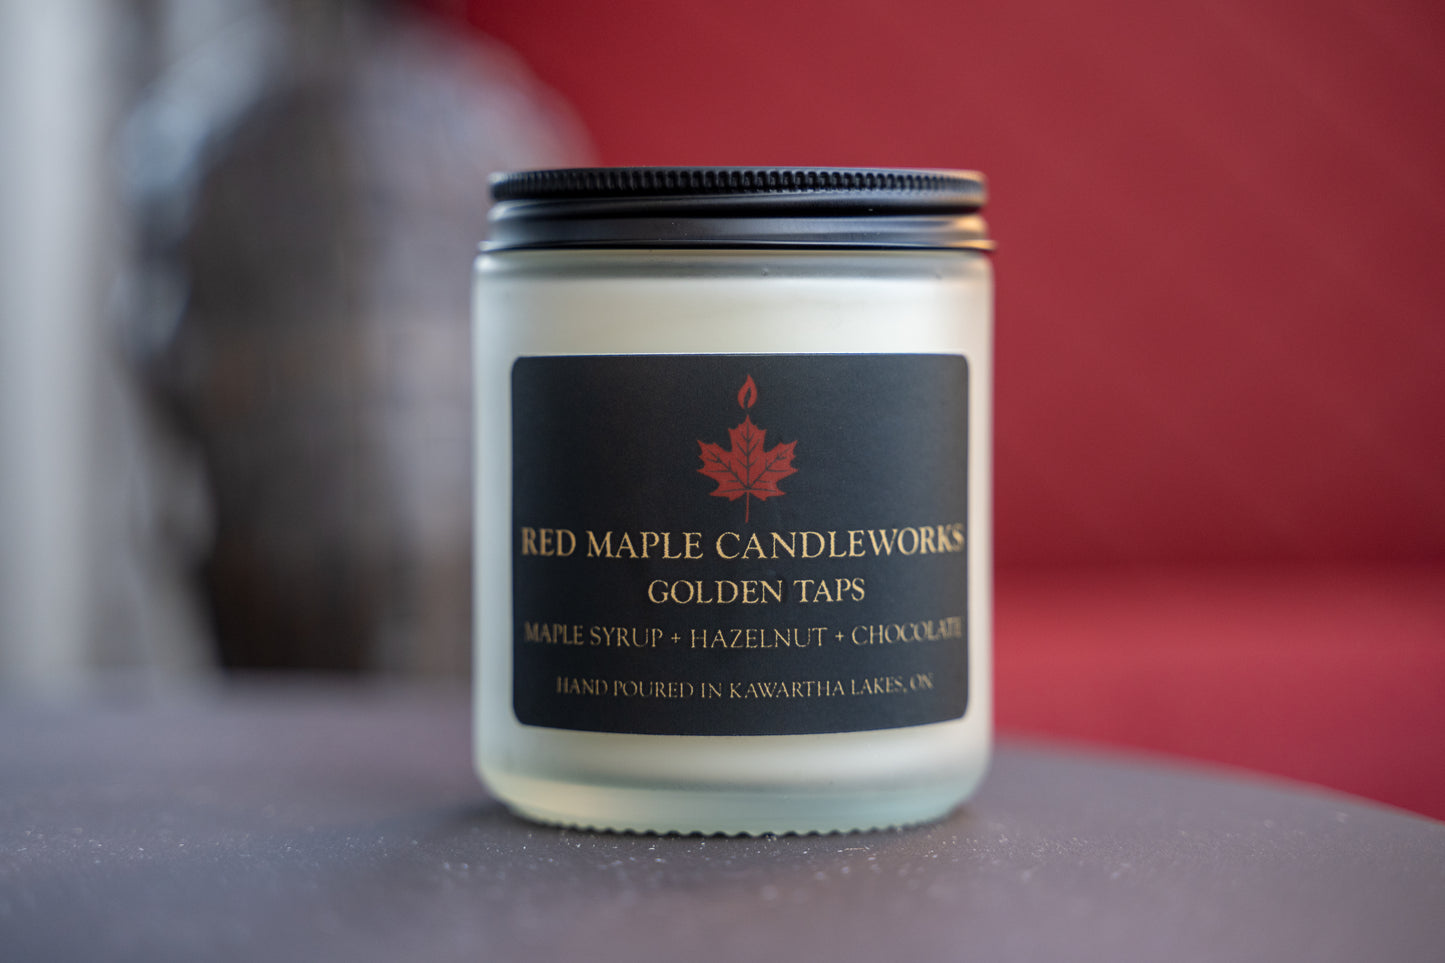 RED MAPLE CANDLEWORKS
GOLDEN TAPS
MAPLE SYRUP + HAZELNUT + CHOCOLATE
HAND POURED IN KAWARTHA LAKES, ON